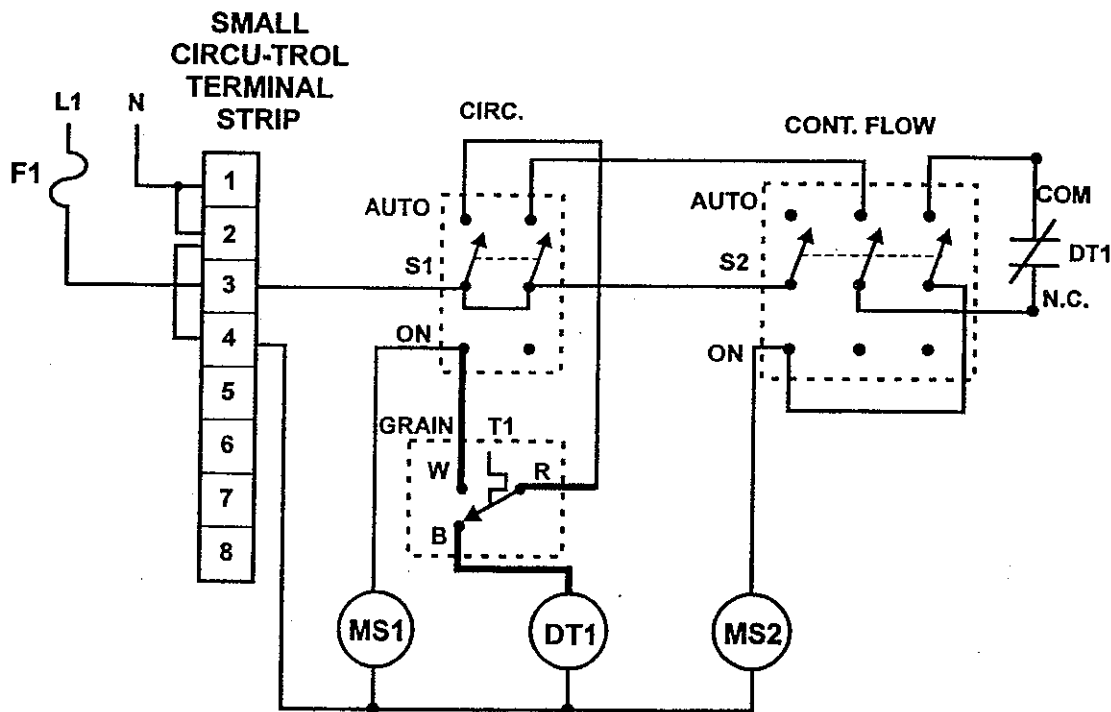 SMALL
CIRCU-TROL
TERMINAL
STRIP
L1
N
F1
1
2
3
4
5
6
7
8
CIRC.
AUTO
S1
ON
CONT. FLOW
AUTO
S2
ON
COM
DT1
N.C.
GRAIN
T1
W
R
B
MS1
DT1
MS2